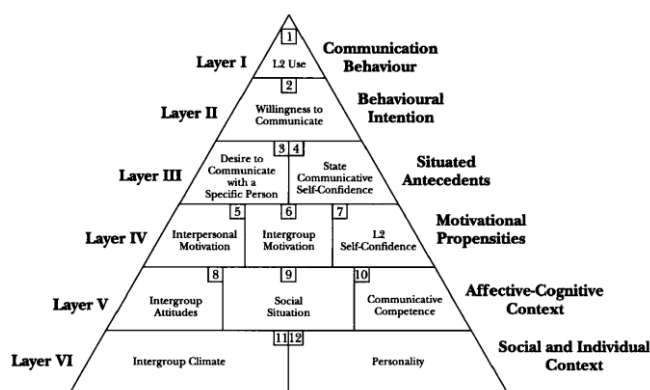 1
Layer I
L2 Use
Communication
Behaviour
2
Layer II
Willingness to
Communicate
Behavioural
Intention
3 4
Layer III
Desire to
Communicate
with a
Specific Person
State
Communicative
Self-Confidence
Situated
Antecedents
5 6 7
Layer IV
Interpersonal
Motivation
Intergroup
Motivation
L2
Self-Confidence
Motivational
Propensities
8 9 10
Layer V
Intergroup
Attitudes
Social
Situation
Communicative
Competence
Affective-Cognitive
Context
11 12
Layer VI
Intergroup Climate
Personality
Social and Individual
Context